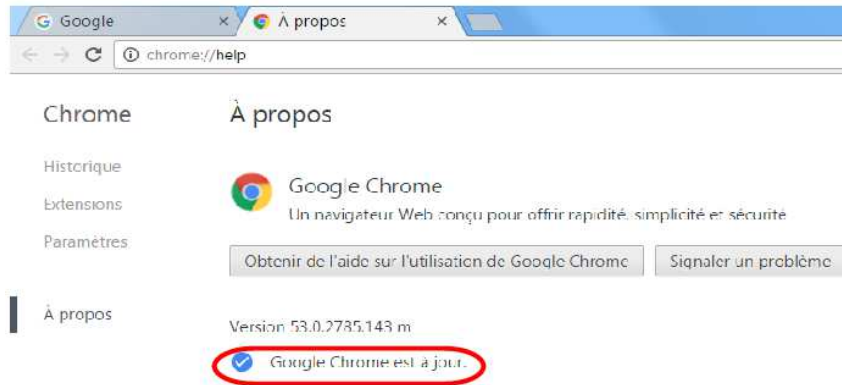 Google
À propos
chrome://help
Chrome
À propos
Historique
Extensions
Paramètres
À propos
Google Chrome
Un navigateur Web conçu pour offrir rapidité, simplicité et sécurité
Obtenir de l'aide sur l'utilisation de Google Chrome
Signaler un problème
Version 53.0.2785.143 m
Google Chrome est à jour.